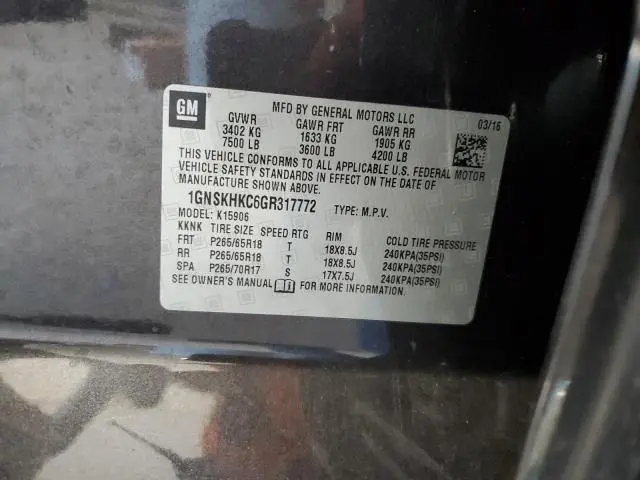 GM
MFD BY GENERAL MOTORS LLC
03/16
GVWR GAWR FRT GAWR RR
3402 KG 1633 KG 1905 KG
7500 LB 3600 LB 4200 LB
THIS VEHICLE CONFORMS TO ALL APPLICABLE U.S. FEDERAL MOTOR
VEHICLE SAFETY STANDARDS IN EFFECT ON THE DATE OF
MANUFACTURE SHOWN ABOVE.
1GNSKHKC6GR317772 TYPE: M.P.V.
MODEL: K15906
KKNK TIRE SIZE SPEED RTG RIM COLD TIRE PRESSURE
FRT P265/65R18 T 18X8.5J 240KPA(35PSI)
RR P265/65R18 T 18X8.5J 240KPA(35PSI)
SPA P265/70R17 S 17X7.5J 240KPA(35PSI)
SEE OWNER'S MANUAL FOR MORE INFORMATION.